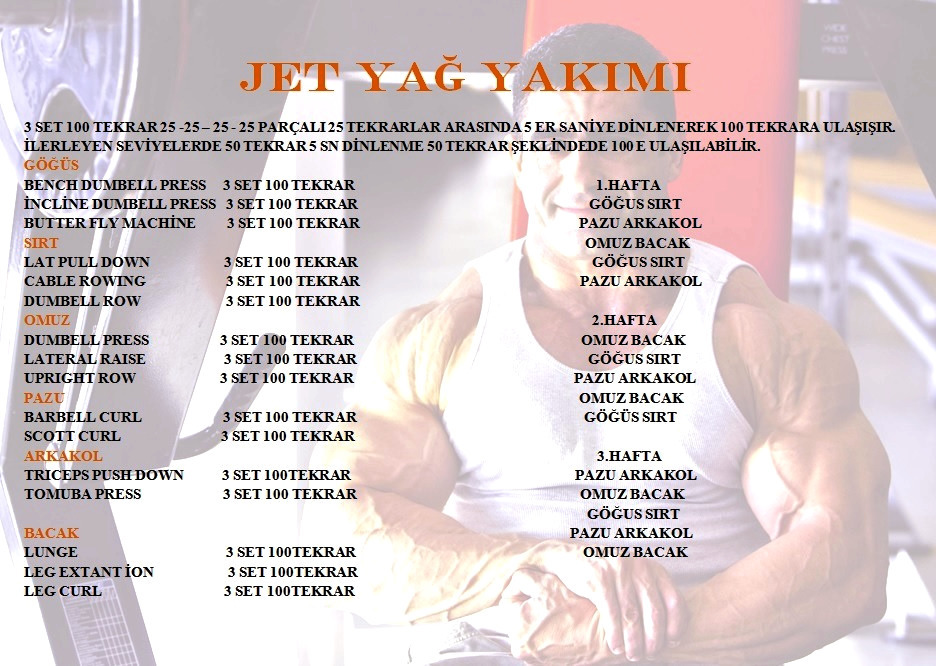 JET YAĞ YAKIMI
3 SET 100 TEKRAR 25 -25 – 25 - 25 PARÇALI 25 TEKRARLAR ARASINDA 5 ER SANİYE DİNLENEREK 100 TEKRARA ULAŞIŞIR.
İLERLEYEN SEVİYELERDE 50 TEKRAR 5 SN DİNLENME 50 TEKRAR ŞEKLİNDEDE 100 E ULAŞILABİLİR.
GÖĞÜS
BENCH DUMBELL PRESS 3 SET 100 TEKRAR 1.HAFTA
İNCLİNE DUMBELL PRESS 3 SET 100 TEKRAR GÖĞUS SIRT
BUTTER FLY MACHİNE 3 SET 100 TEKRAR PAZU ARKAKOL
SIRT OMUZ BACAK
LAT PULL DOWN 3 SET 100 TEKRAR GÖĞUS SIRT
CABLE ROWING 3 SET 100 TEKRAR PAZU ARKAKOL
DUMBELL ROW 3 SET 100 TEKRAR
OMUZ 2.HAFTA
DUMBELL PRESS 3 SET 100 TEKRAR OMUZ BACAK
LATERAL RAISE 3 SET 100 TEKRAR GÖĞUS SIRT
UPRIGHT ROW 3 SET 100 TEKRAR PAZU ARKAKOL
PAZU OMUZ BACAK
BARBELL CURL 3 SET 100 TEKRAR GÖĞÜS SIRT
SCOTT CURL 3 SET 100 TEKRAR
ARKAKOL 3.HAFTA
TRICEPS PUSH DOWN 3 SET 100TEKRAR PAZU ARKAKOL
TOMUBA PRESS 3 SET 100 TEKRAR OMUZ BACAK
GÖĞUS SIRT
BACAK PAZU ARKAKOL
LUNGE 3 SET 100TEKRAR OMUZ BACAK
LEG EXTANT İON 3 SET 100TEKRAR
LEG CURL 3 SET 100TEKRAR
WIDE
CHEST
PRESS